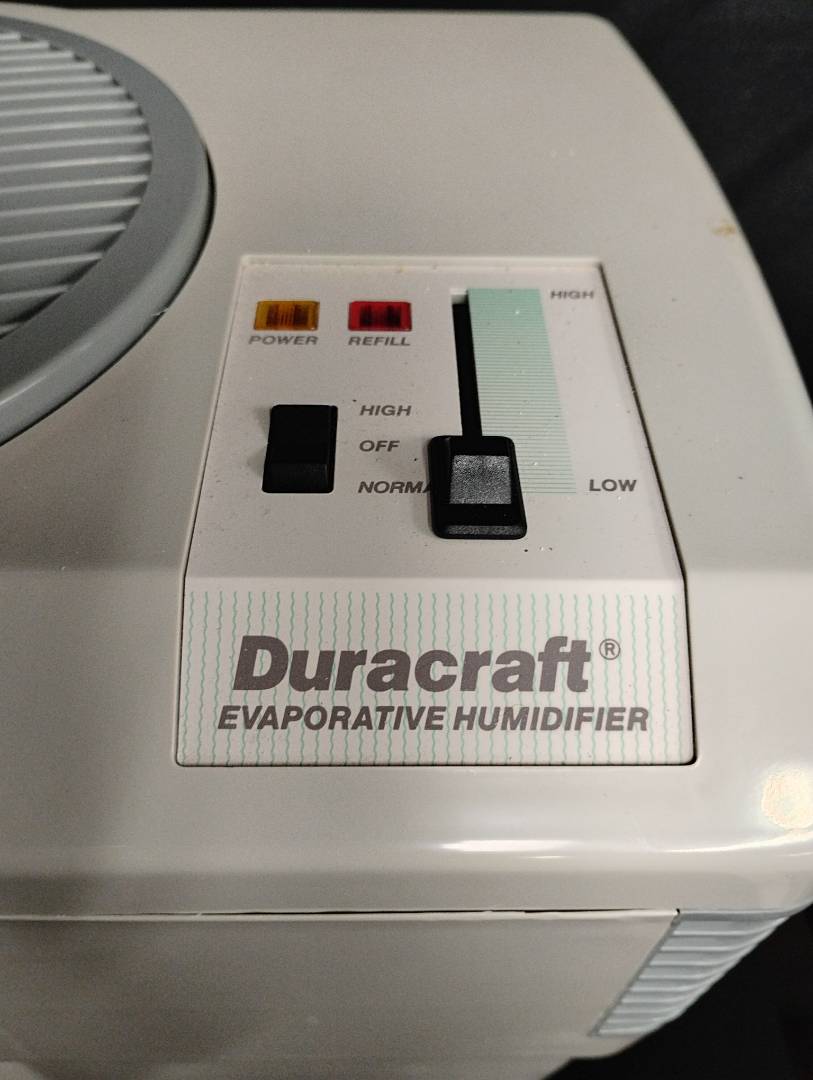 HIGH
POWER REFILL
HIGH
OFF
NORMA
LOW
Duracraft®
EVAPORATIVE HUMIDIFIER